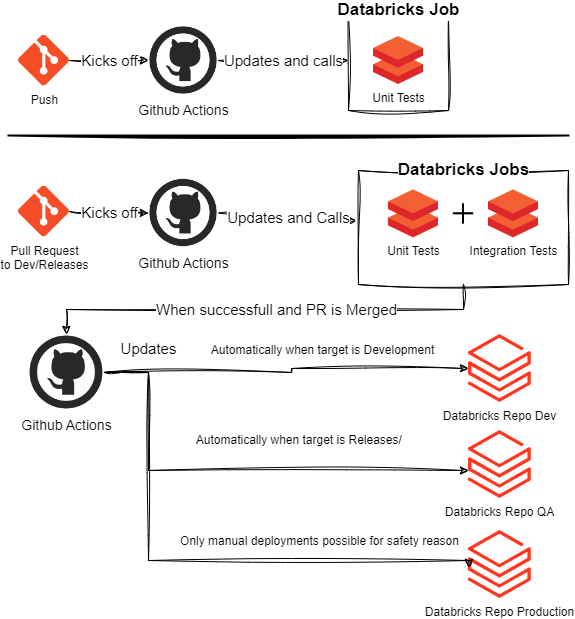 Databricks Job
Kicks off
Updates and calls
Push
Github Actions
Unit Tests
Databricks Jobs
Kicks off
Updates and Calls
Pull Request
to Dev/Releases
Github Actions
Unit Tests
Integration Tests
When successfull and PR is Merged
Updates
Automatically when target is Development
Github Actions
Databricks Repo Dev
Automatically when target is Releases/
Databricks Repo QA
Only manual deployments possible for safety reason
Databricks Repo Production